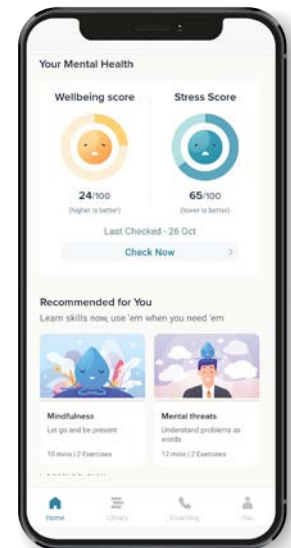 Your Mental Health
Wellbeing score
Stress Score
24/100
65/100
(higher is better)
(lower is better)
Last Checked - 26 Oct
Check Now
Recommended for You
Learn skills now, use 'em when you need 'em
Mindfulness
Mental threats
Let go and be present
Understand problems as
words
10 mins | 2 Exercises
12 mins | 2 Exercises
Home
Library
Coaching
You